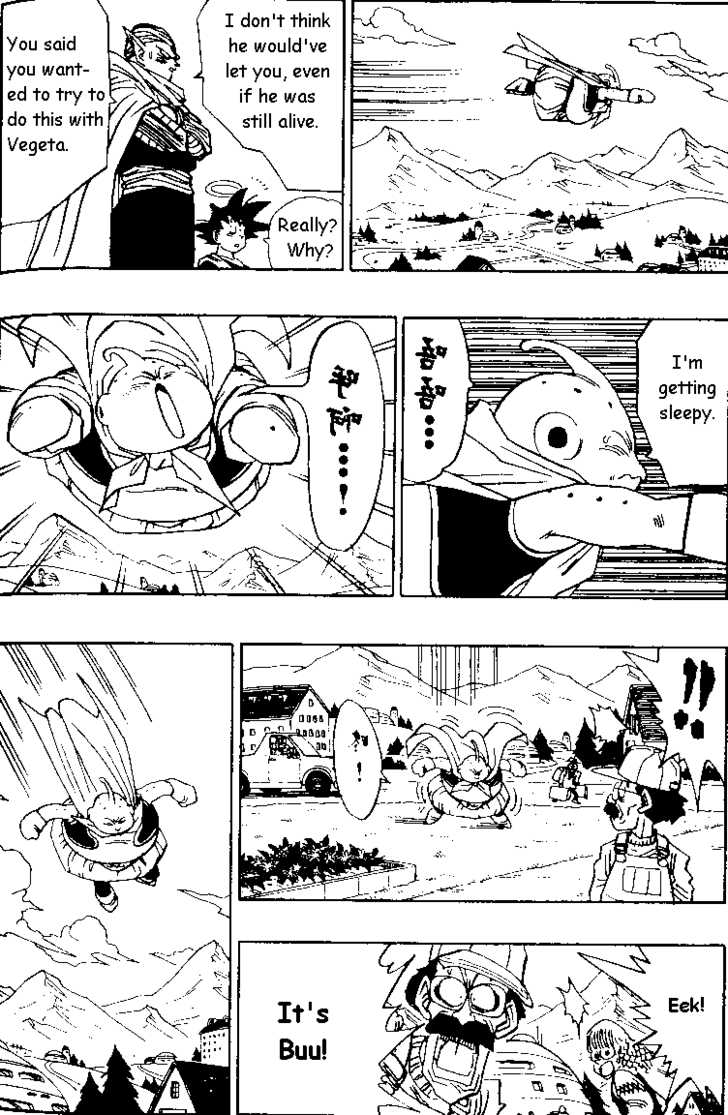 You said
you want-
ed to try to
do this with
Vegeta.
I don't think
he would've
let you, even
if he was
still alive.
Really?
Why?
I'm
getting
sleepy.
!!
It's
Buu!
Eek!